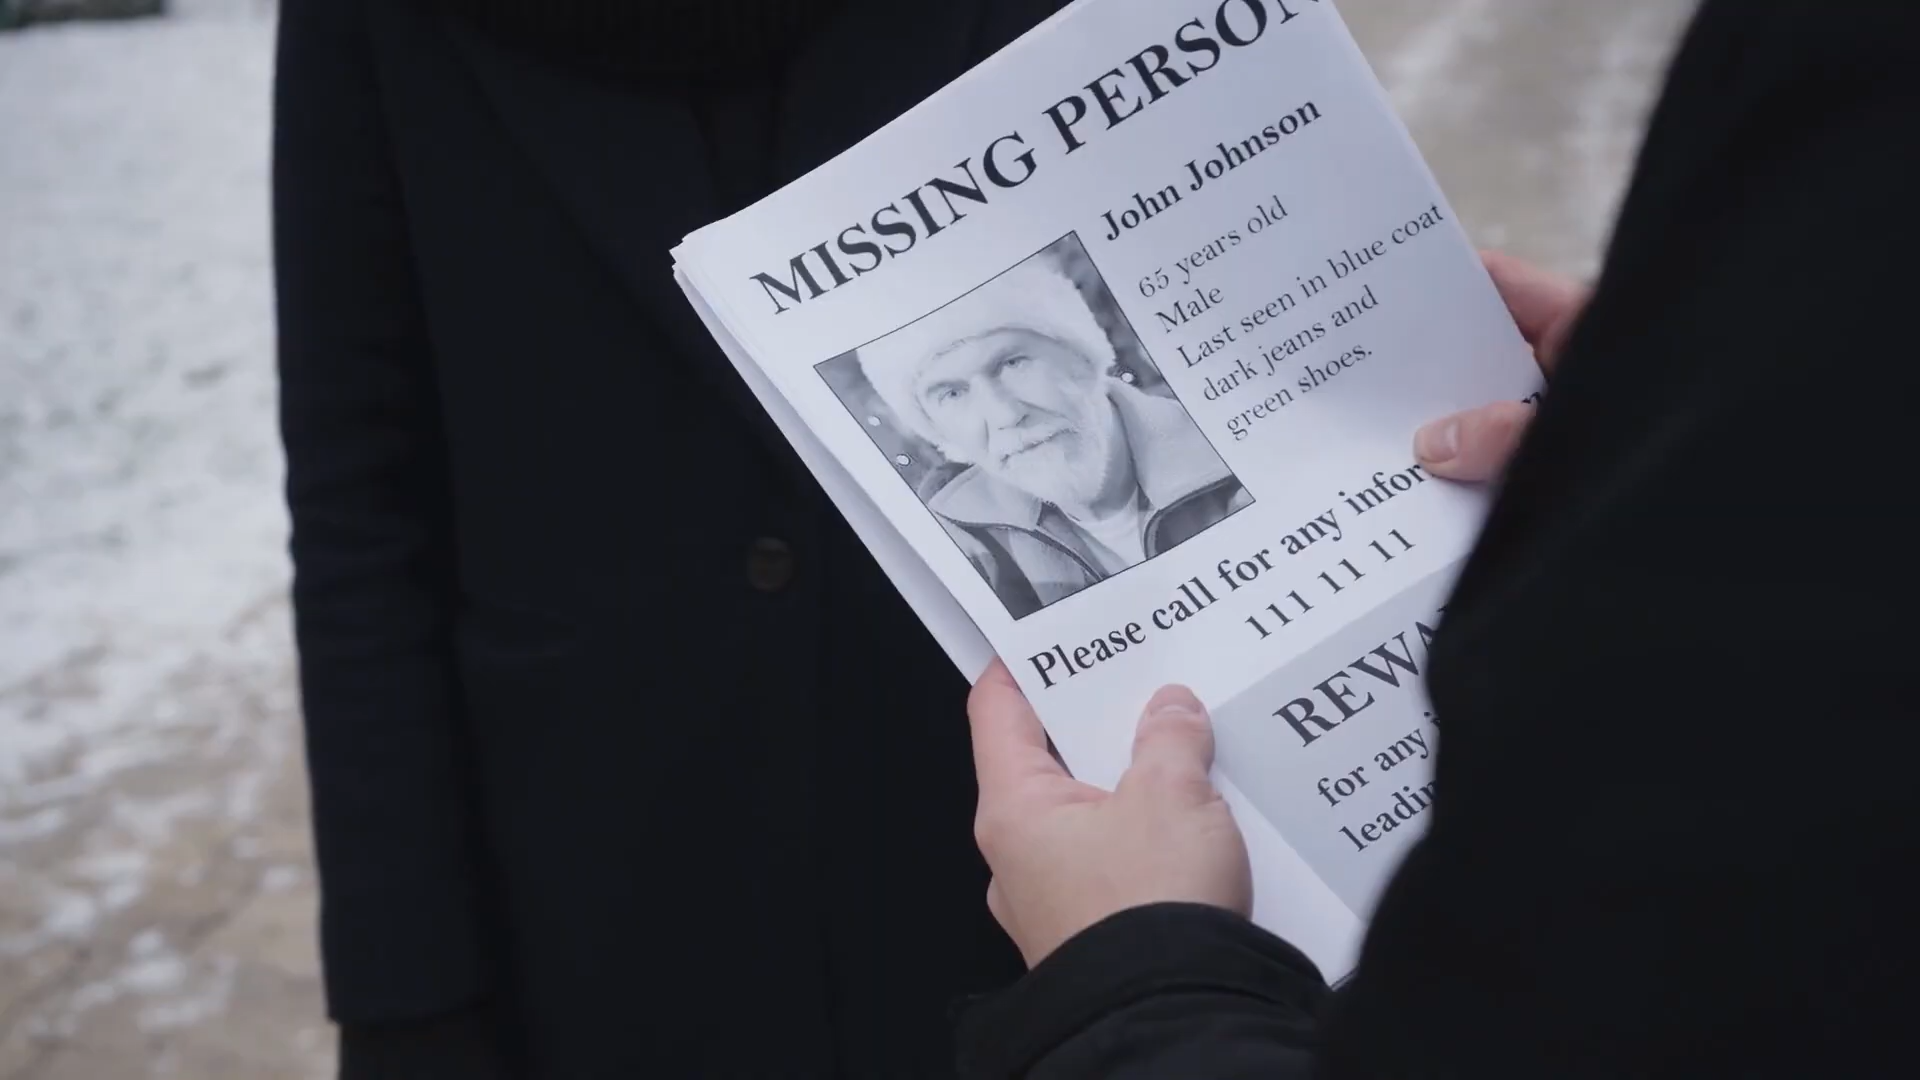 MISSING PERSON
John Johnson
65 years old
Male
Last seen in blue coat
dark jeans and
green shoes.
Please call for any infor
111 11 11
REWA
for any
leadin